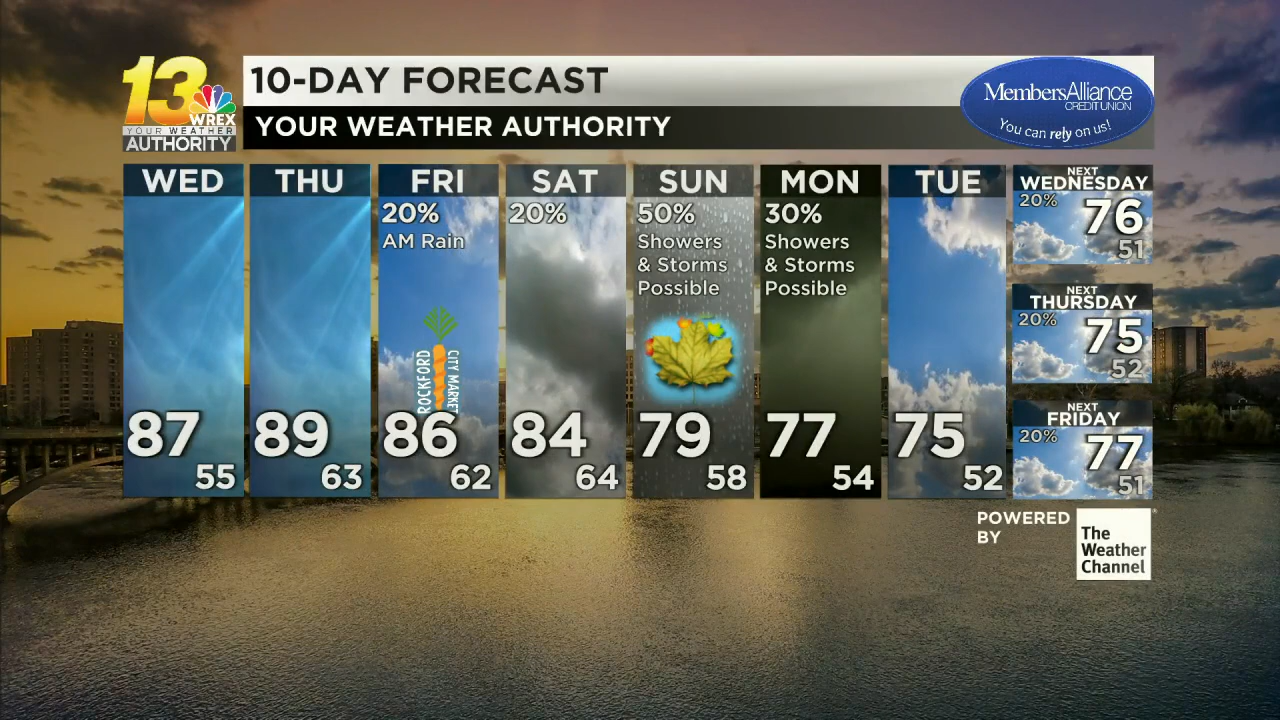 13
WREX
YOUR WEATHER
AUTHORITY
10-DAY FORECAST
YOUR WEATHER AUTHORITY
MembersAlliance
CREDIT UNION
You can rely on us!
WED
87
55
THU
89
63
FRI
20%
AM Rain
ROCKFORD
CITY MARKET
86
62
SAT
20%
84
64
SUN
50%
Showers
& Storms
Possible
79
58
MON
30%
Showers
& Storms
Possible
77
54
TUE
75
52
NEXT
WEDNESDAY
20%
76
51
NEXT
THURSDAY
20%
75
52
NEXT
FRIDAY
20%
77
51
POWERED
BY
The
Weather
Channel